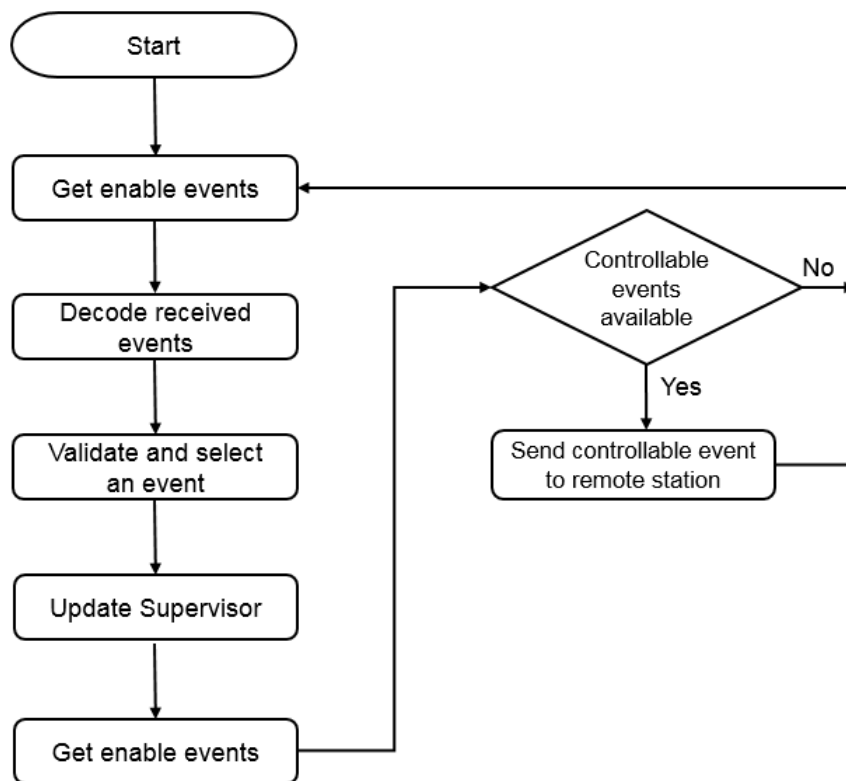 Start
Get enable events
Decode received
events
Validate and select
an event
Update Supervisor
Get enable events
Controllable
events
available
No
Yes
Send controllable event
to remote station